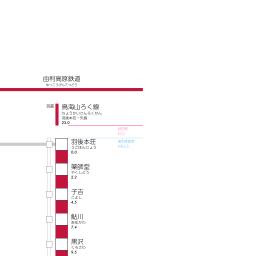 由利高原鉄道
ゆりこうげんてつどう
鳥海山ろく線
ちょうかいさんろくせん
羽後本荘－矢島
23.0
羽後本荘
うごほんじょう
0.0
薬師堂
やくしどう
2.2
子吉
こよし
4.5
鮎川
あゆかわ
7.4
黒沢
くろさわ
9.5